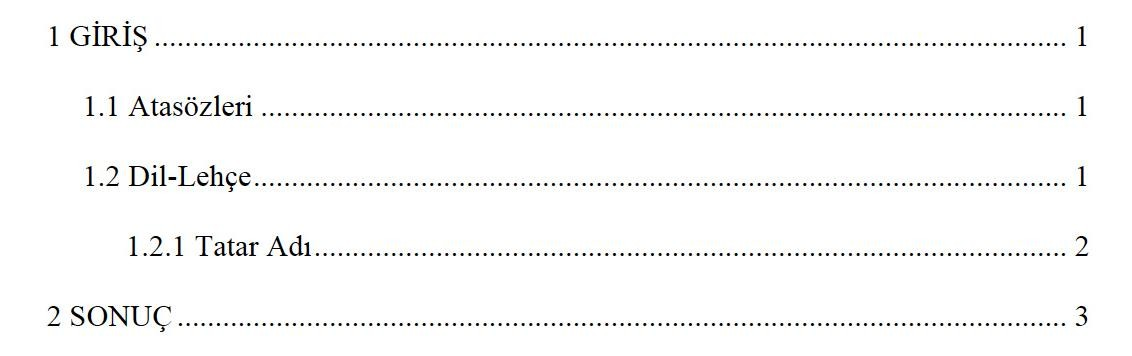 1 GİRİŞ ........................................................................................................................ 1
1.1 Atasözleri .......................................................................................................... 1
1.2 Dil-Lehçe........................................................................................................... 1
1.2.1 Tatar Adı................................................................................................... 2
2 SONUÇ ..................................................................................................................... 3